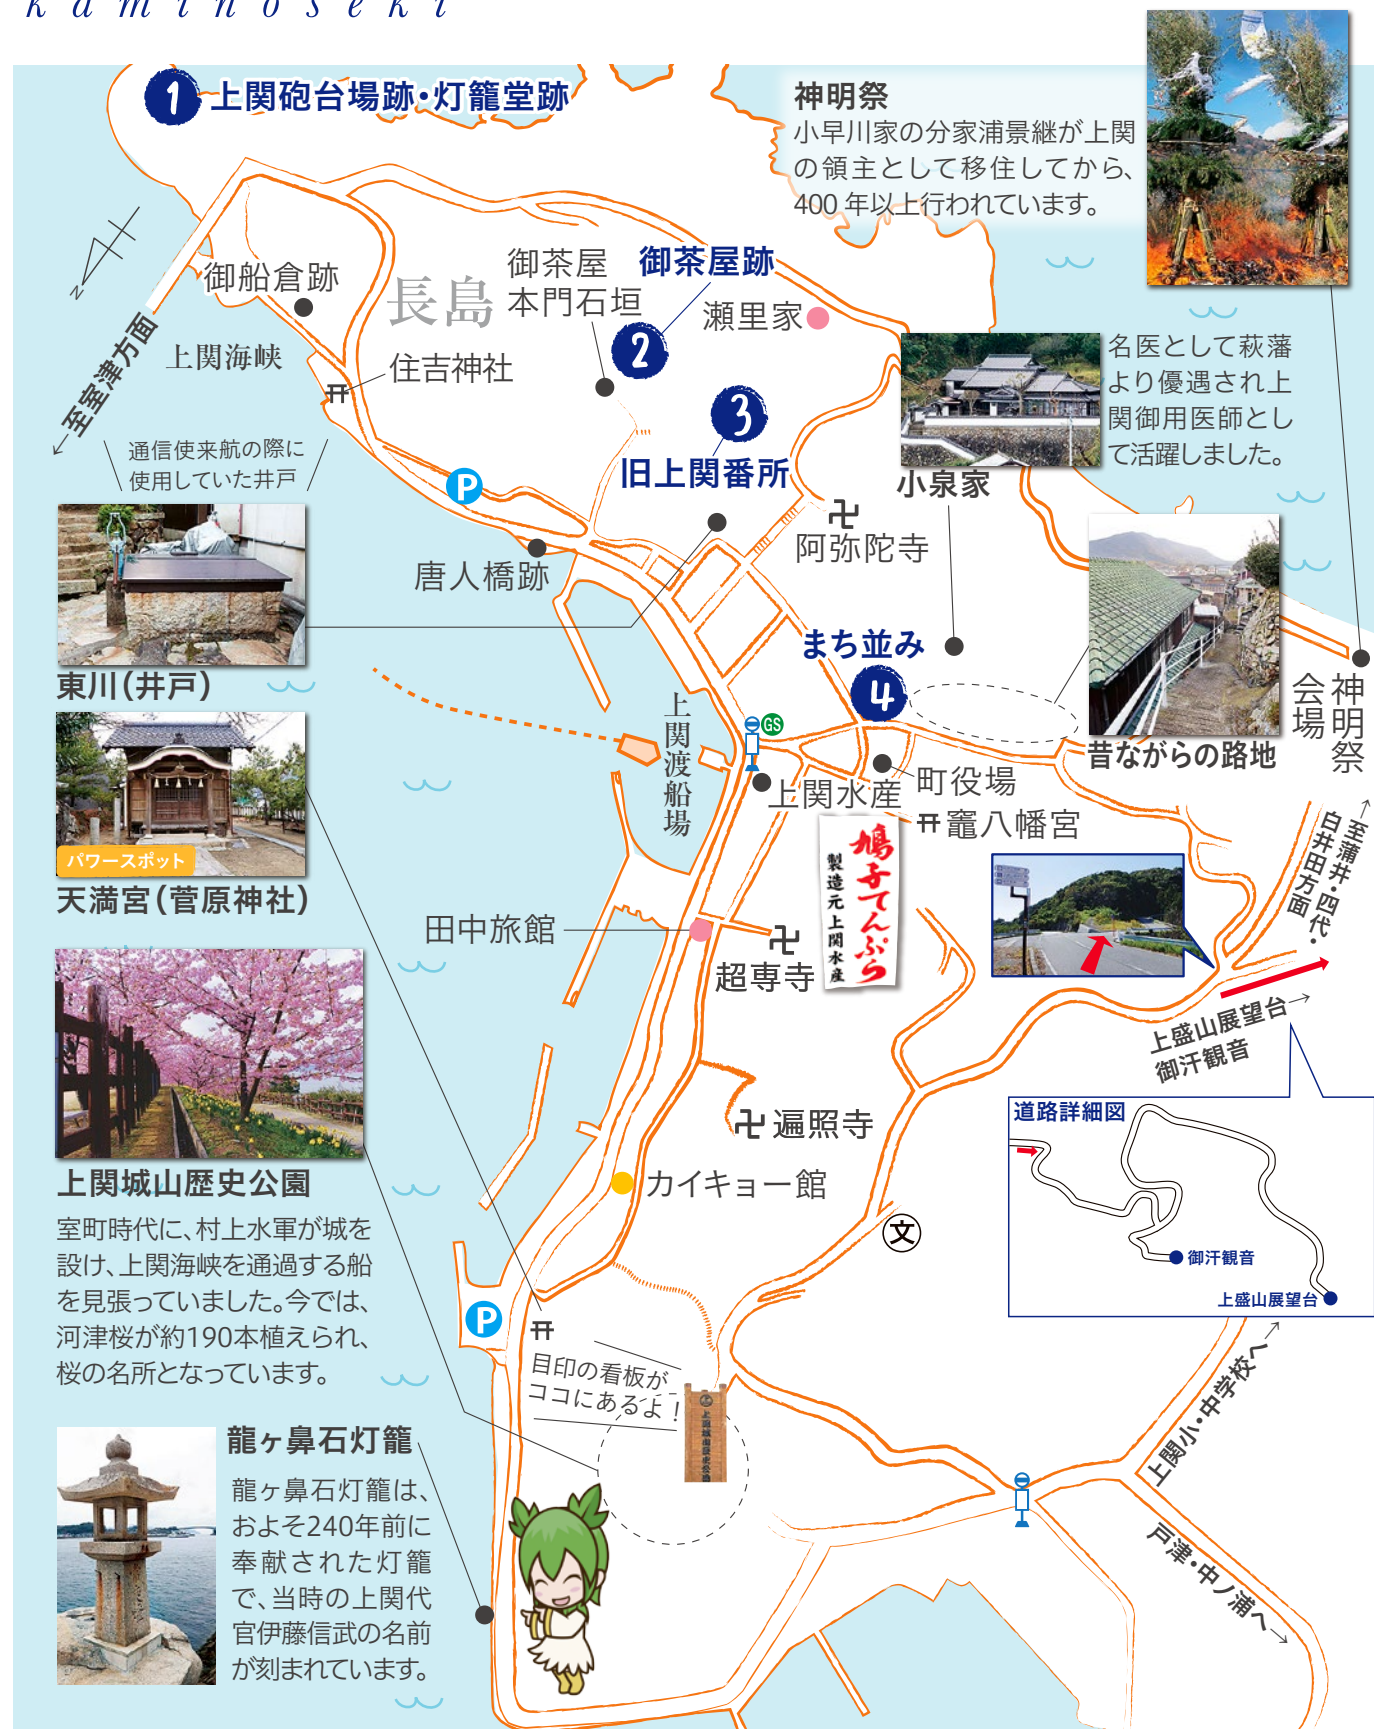 kaminoseki
1 上関砲台場跡・灯籠堂跡
神明祭
小早川家の分家浦景継が上関
の領主として移住してから、
400年以上行われています。
N
御船倉跡
長島
御茶屋
本門石垣
御茶屋跡
2
瀬里家
←至室津方面
上関海峡
住吉神社
3
旧上関番所
名医として萩藩
より優遇され上
関御用医師とし
て活躍しました。
小泉家
通信使来航の際に
使用していた井戸
P
阿弥陀寺
唐人橋跡
東川(井戸)
まち並み
4
昔ながらの路地
神明祭
会場
上関渡船場
GS
町役場
上関水産
竈八幡宮
パワースポット
天満宮(菅原神社)
鳩子てんぷら
製造元上関水産
→至蒲井・四代・
白井田方面
田中旅館
超専寺
上盛山展望台→
御汗観音
上関城山歴史公園
室町時代に、村上水軍が城を
設け、上関海峡を通過する船
を見張っていました。今では、
河津桜が約190本植えられ、
桜の名所となっています。
遍照寺
道路詳細図
御汗観音
上盛山展望台
カイキョー館
文
P
目印の看板が
ココにあるよ!
上関城山歴史公園
上関小・中学校へ→
戸津・中ノ浦へ→
龍ヶ鼻石灯籠
龍ヶ鼻石灯籠は、
およそ240年前に
奉献された灯籠
で、当時の上関代
官伊藤信武の名前
が刻まれています。